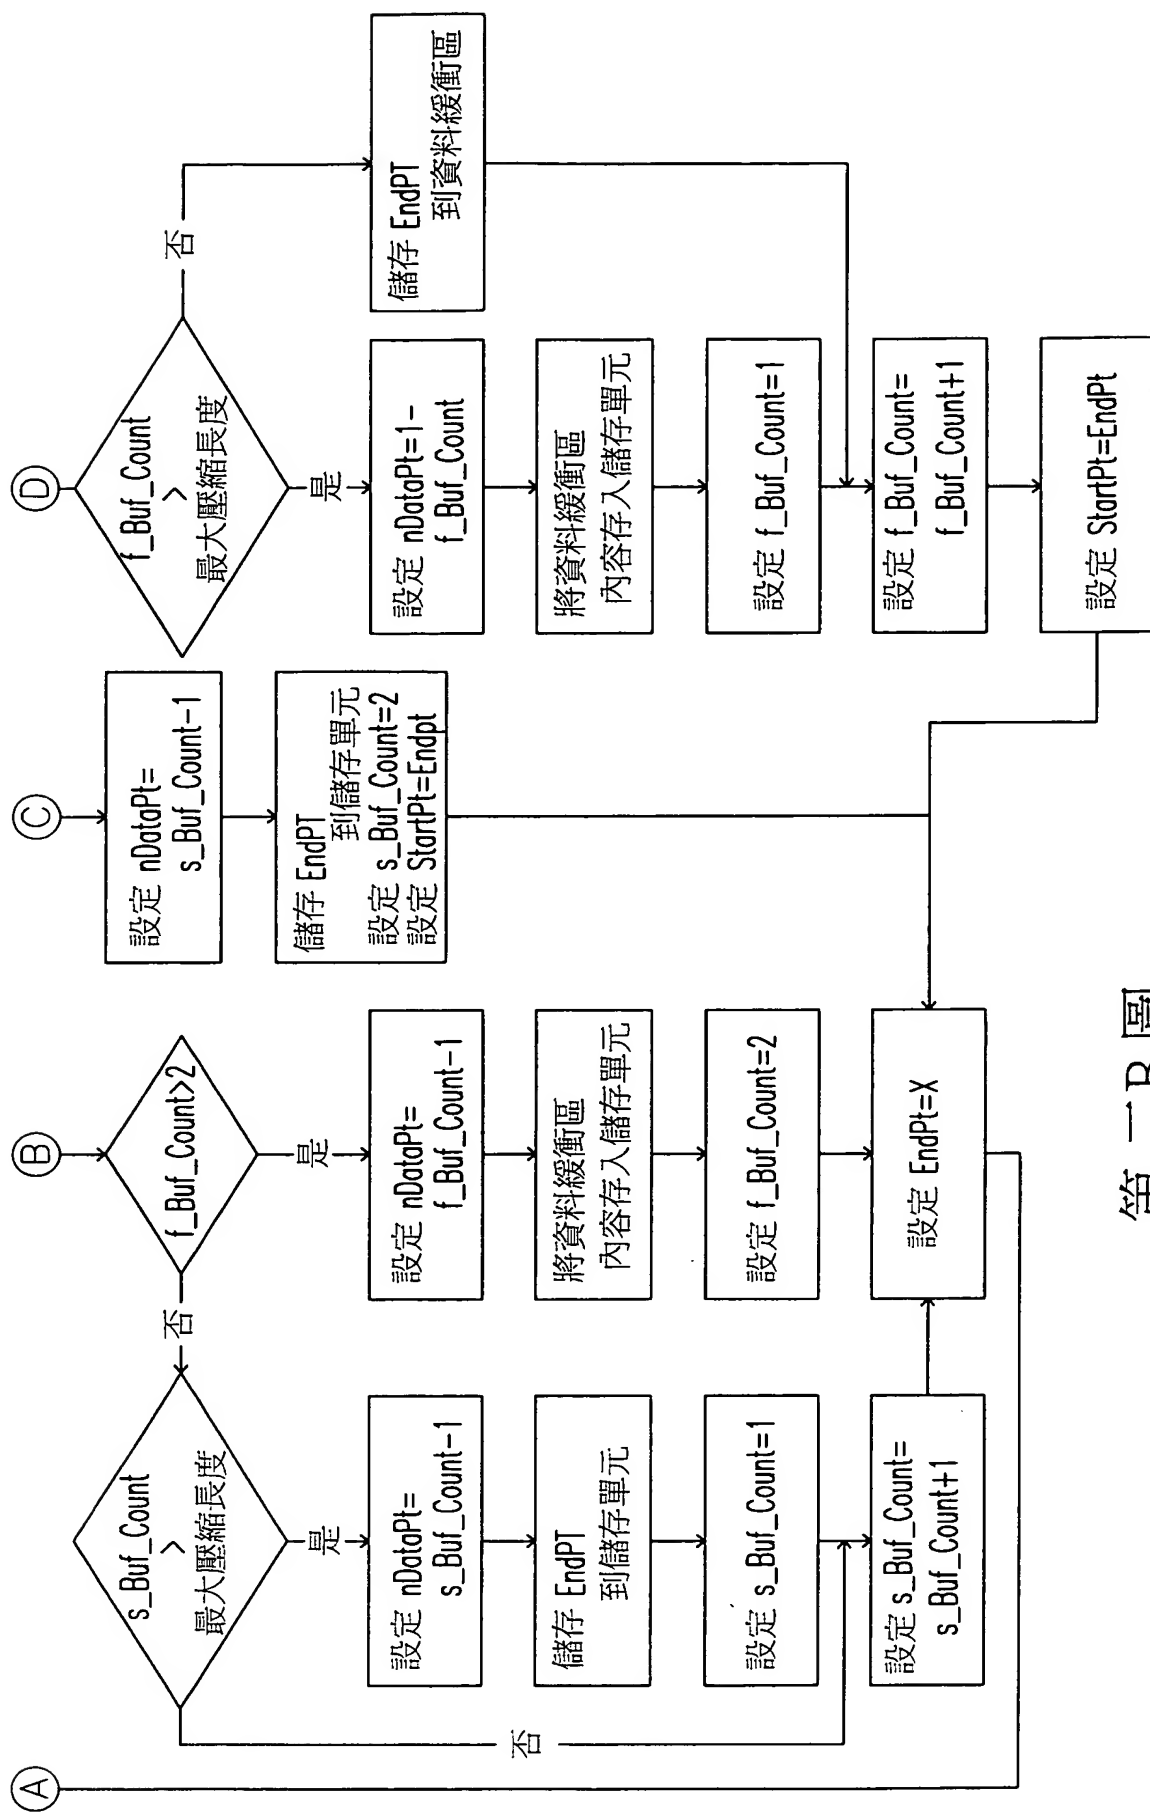 A
s_Buf_Count
>
最大壓縮長度
是
否
設定 nDataPt=
s_Buf_Count-1
儲存 EndPT
到儲存單元
設定 s_Buf_Count=1
設定 s_Buf_Count=
s_Buf_Count+1
B
f_Buf_Count>2
否
是
設定 nDataPt=
f_Buf_Count-1
將資料緩衝區
內容存入儲存單元
設定 f_Buf_Count=2
設定 EndPt=X
C
設定 nDataPt=
s_Buf_Count-1
儲存 EndPT
到儲存單元
設定 s_Buf_Count=2
設定 StartPt=Endpt
D
f_Buf_Count
>
最大壓縮長度
是
否
設定 nDataPt=1-
f_Buf_Count
將資料緩衝區
內容存入儲存單元
設定 f_Buf_Count=1
設定 f_Buf_Count=
f_Buf_Count+1
設定 StartPt=EndPt
儲存 EndPT
到資料緩衝區
B 圖